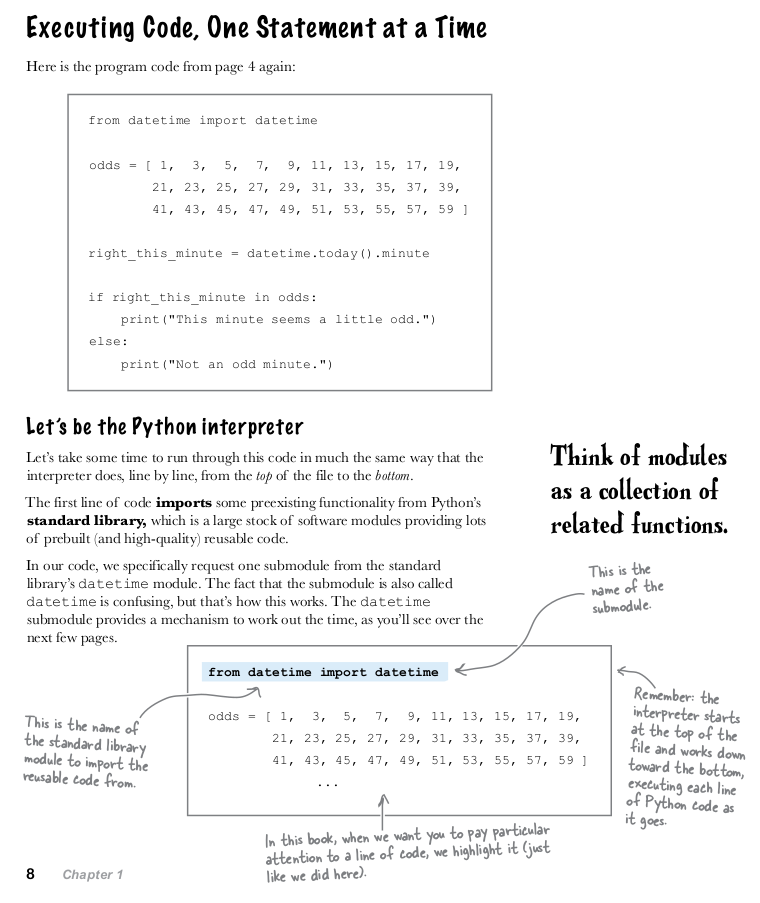 Executing Code, One Statement at a Time
Here is the program code from page 4 again:
from datetime import datetime
odds = [ 1,  3,  5,  7,  9, 11, 13, 15, 17, 19,
        21, 23, 25, 27, 29, 31, 33, 35, 37, 39,
        41, 43, 45, 47, 49, 51, 53, 55, 57, 59 ]
right_this_minute = datetime.today().minute
if right_this_minute in odds:
    print("This minute seems a little odd.")
else:
    print("Not an odd minute.")
Let's be the Python interpreter
Let's take some time to run through this code in much the same way that the
interpreter does, line by line, from the top of the file to the bottom.
The first line of code imports some preexisting functionality from Python's
standard library, which is a large stock of software modules providing lots
of prebuilt (and high-quality) reusable code.
In our code, we specifically request one submodule from the standard
library's datetime module. The fact that the submodule is also called
datetime is confusing, but that's how this works. The datetime
submodule provides a mechanism to work out the time, as you'll see over the
next few pages.
Think of modules
as a collection of
related functions.
This is the
name of the
submodule.
from datetime import datetime
odds = [ 1,  3,  5,  7,  9, 11, 13, 15, 17, 19,
        21, 23, 25, 27, 29, 31, 33, 35, 37, 39,
        41, 43, 45, 47, 49, 51, 53, 55, 57, 59 ]
...
This is the name of
the standard library
module to import the
reusable code from.
Remember: the
interpreter starts
at the top of the
file and works down
toward the bottom,
executing each line
of Python code as
it goes.
In this book, when we want you to pay particular
attention to a line of code, we highlight it (just
like we did here).
8 Chapter 1